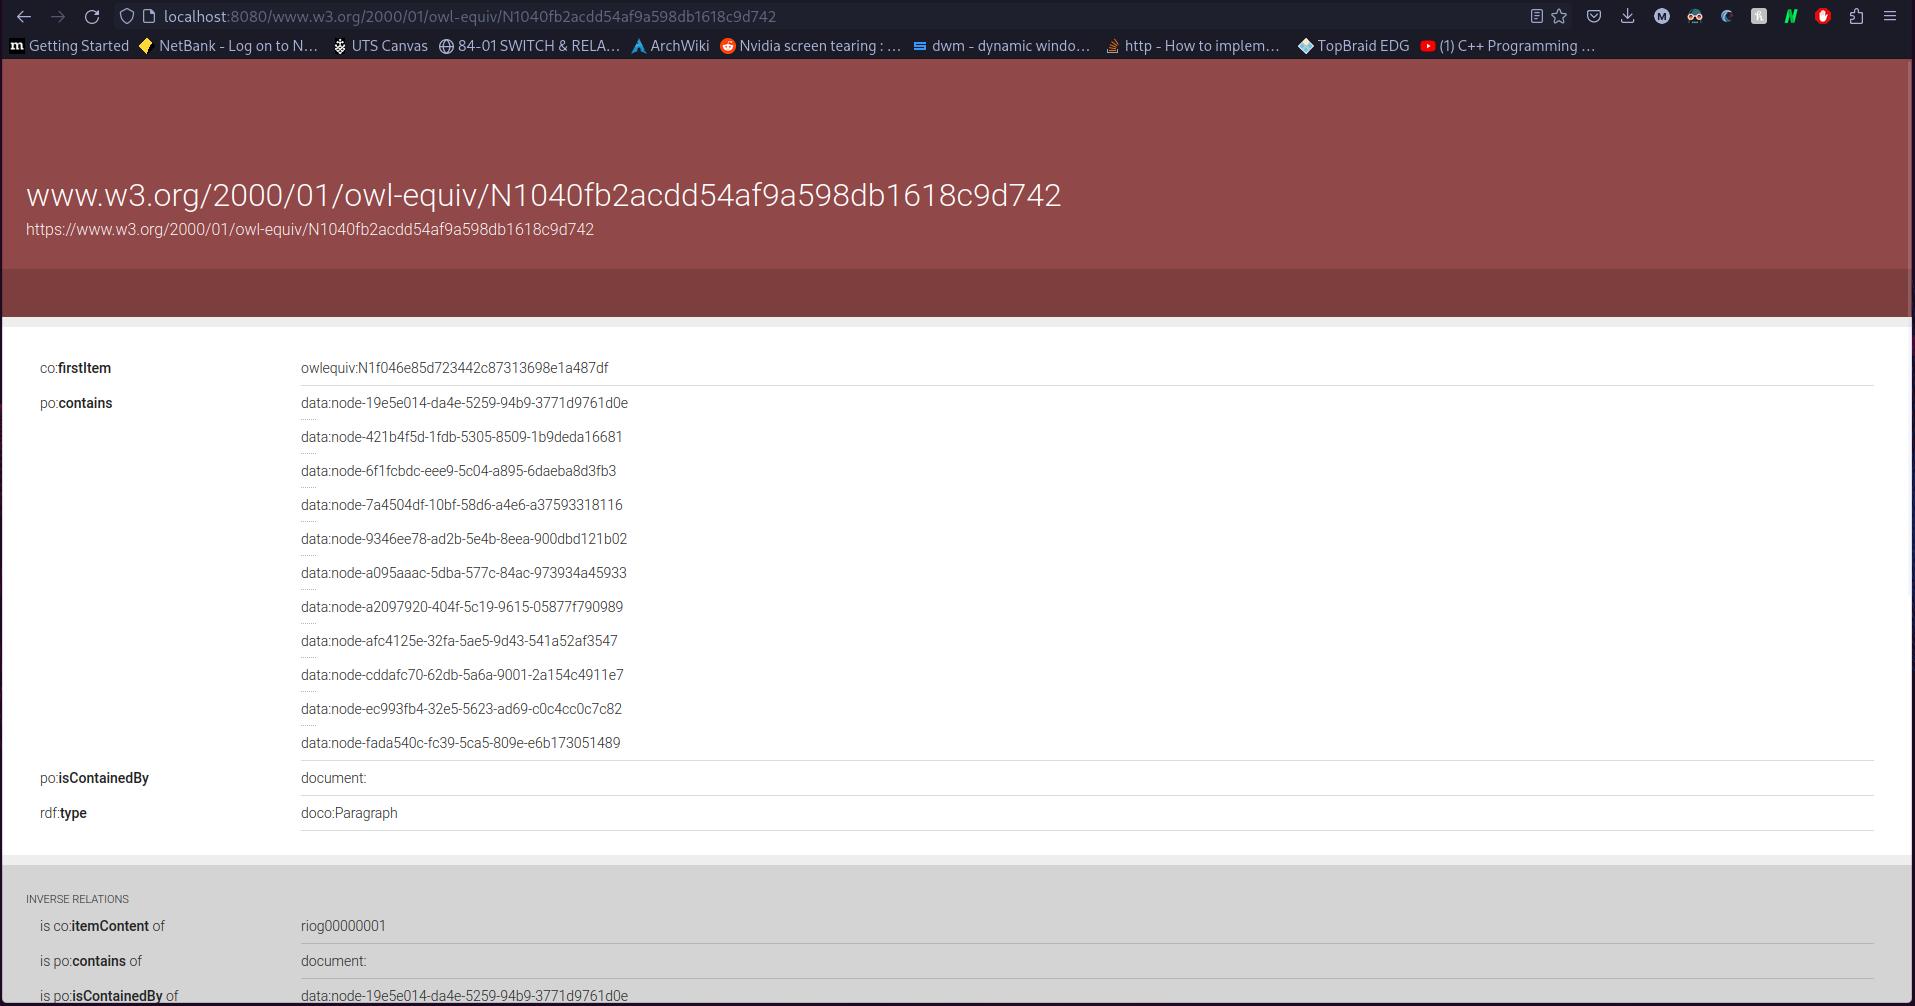 localhost:8080/www.w3.org/2000/01/owl-equiv/N1040fb2acdd54af9a598db1618c9d742
Getting Started NetBank - Log on to N... UTS Canvas 84-01 SWITCH & RELA... ArchWiki Nvidia screen tearing : ... dwm - dynamic windo... http - How to implem... TopBraid EDG (1) C++ Programming ...
www.w3.org/2000/01/owl-equiv/N1040fb2acdd54af9a598db1618c9d742
https://www.w3.org/2000/01/owl-equiv/N1040fb2acdd54af9a598db1618c9d742
co:firstItem owlequiv:N1f046e85d723442c87313698e1a487df
po:contains data:node-19e5e014-da4e-5259-94b9-3771d9761d0e
data:node-421b4f5d-1fdb-5305-8509-1b9deda16681
data:node-6f1fcbdc-eee9-5c04-a895-6daeba8d3fb3
data:node-7a4504df-10bf-58d6-a4e6-a37593318116
data:node-9346ee78-ad2b-5e4b-8eea-900dbd121b02
data:node-a095aaac-5dba-577c-84ac-973934a45933
data:node-a2097920-404f-5c19-9615-05877f790989
data:node-afc4125e-32fa-5ae5-9d43-541a52af3547
data:node-cddafc70-62db-5a6a-9001-2a154c4911e7
data:node-ec993fb4-32e5-5623-ad69-c0c4cc0c7c82
data:node-fada540c-fc39-5ca5-809e-e6b173051489
po:isContainedBy document:
rdf:type doco:Paragraph
INVERSE RELATIONS
is co:itemContent of riog00000001
is po:contains of document:
is po:isContainedBy of data:node-19e5e014-da4e-5259-94b9-3771d9761d0e